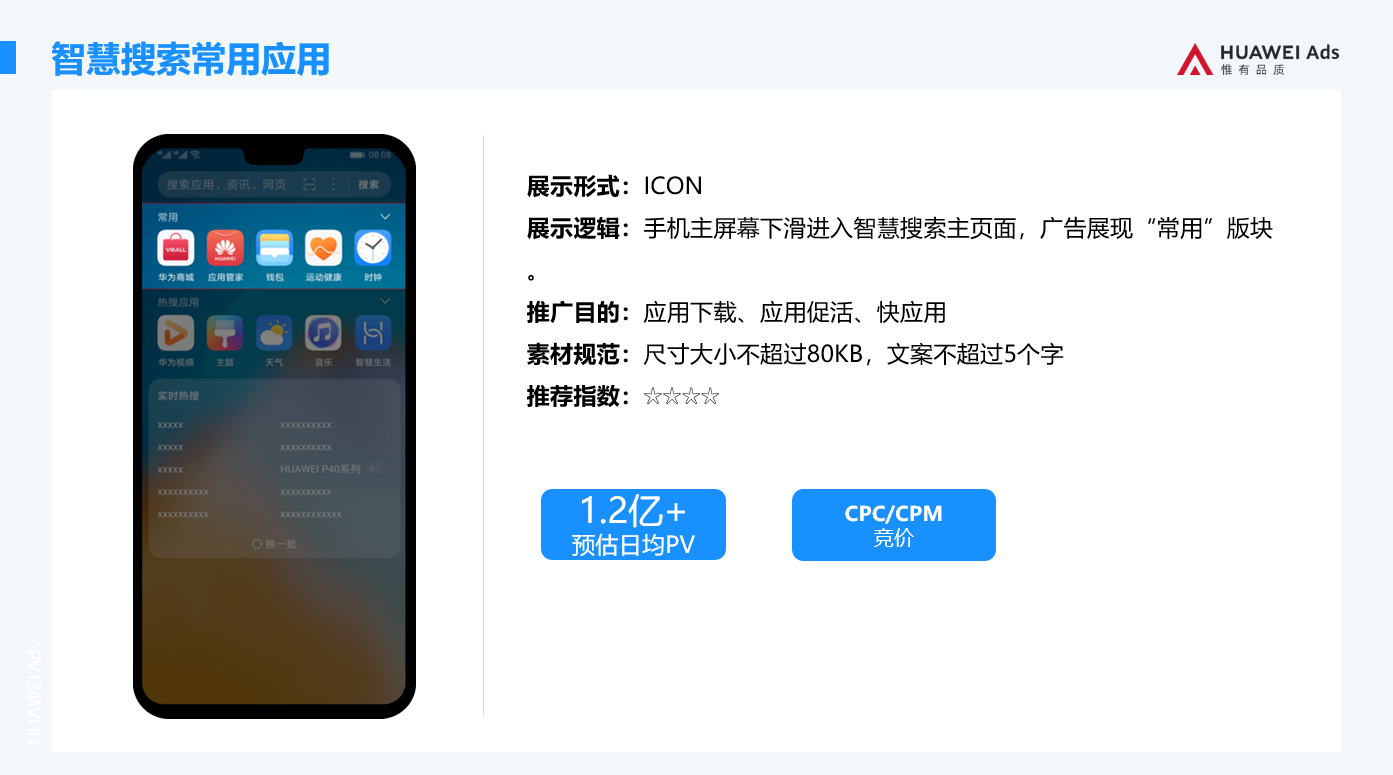 智慧搜索常用应用
HUAWEI Ads
惟有品质
08:08
搜索应用、资讯、网页
搜索
常用
VMALL
HUAWEI
华为商城 应用管家 钱包 运动健康 时钟
热搜应用
华为视频 主题 天气 音乐 智慧生活
实时热搜
xxxxx xxxxxxxxxx
xxxxx xxxxxxxxxx
xxxxx HUAWEI P40系列
xxxxxxxxxx xxxxxxxxxx
xxxxxxxxxx xxxxxxxxxxxx
换一批
展示形式：ICON
展示逻辑：手机主屏幕下滑进入智慧搜索主页面，广告展现“常用”版块
。
推广目的：应用下载、应用促活、快应用
素材规范：尺寸大小不超过80KB，文案不超过5个字
推荐指数：☆☆☆☆
1.2亿+
预估日均PV
CPC/CPM
竞价
HUAWEI Ads